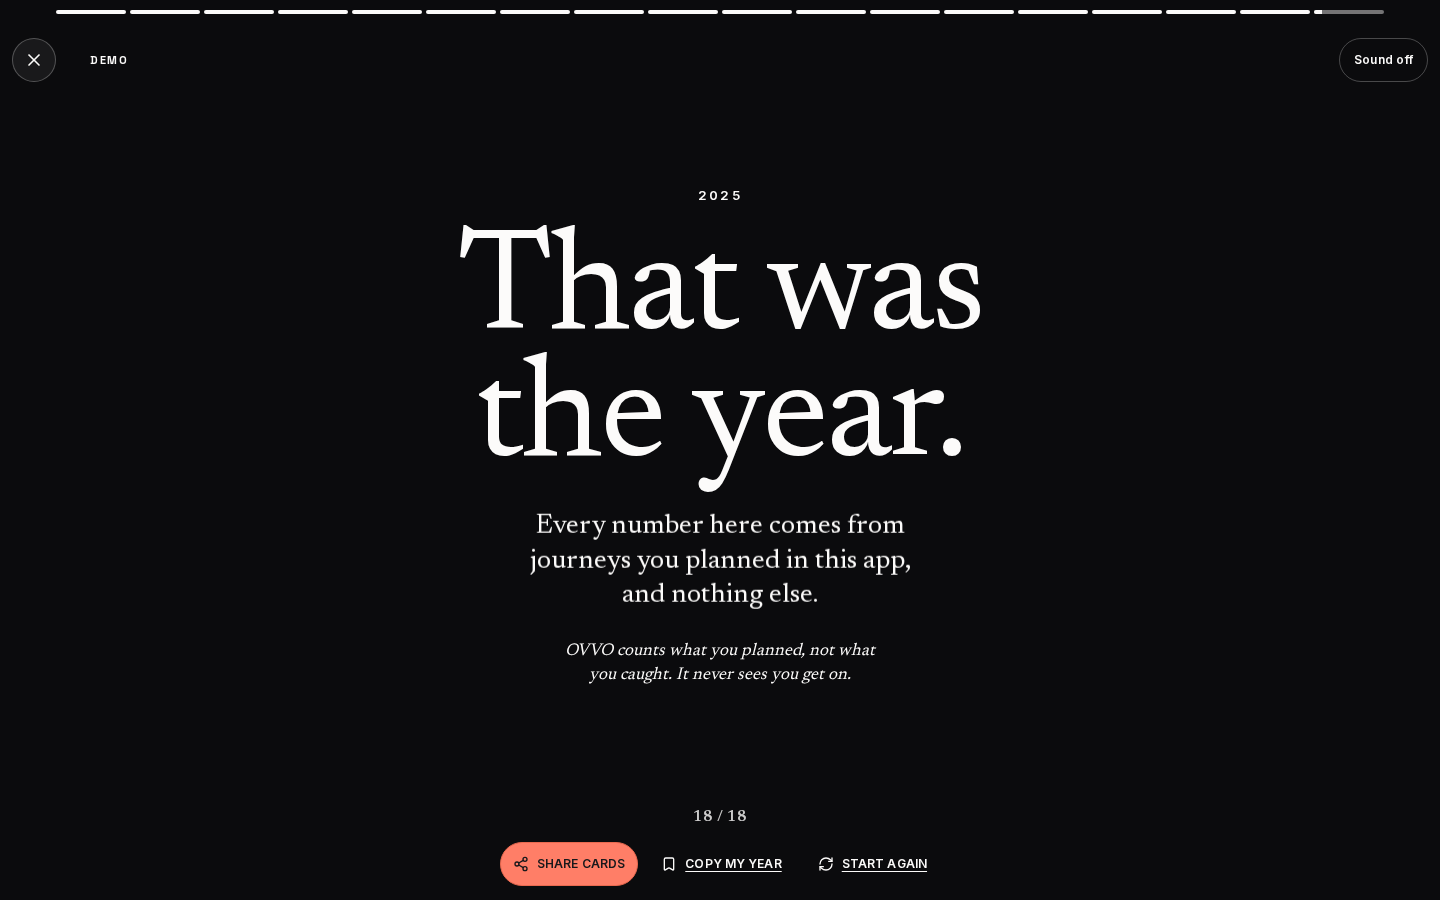 DEMO
Sound off
2025
That was
the year.
Every number here comes from
journeys you planned in this app,
and nothing else.
OVVO counts what you planned, not what
you caught. It never sees you get on.
18 / 18
SHARE CARDS
COPY MY YEAR
START AGAIN